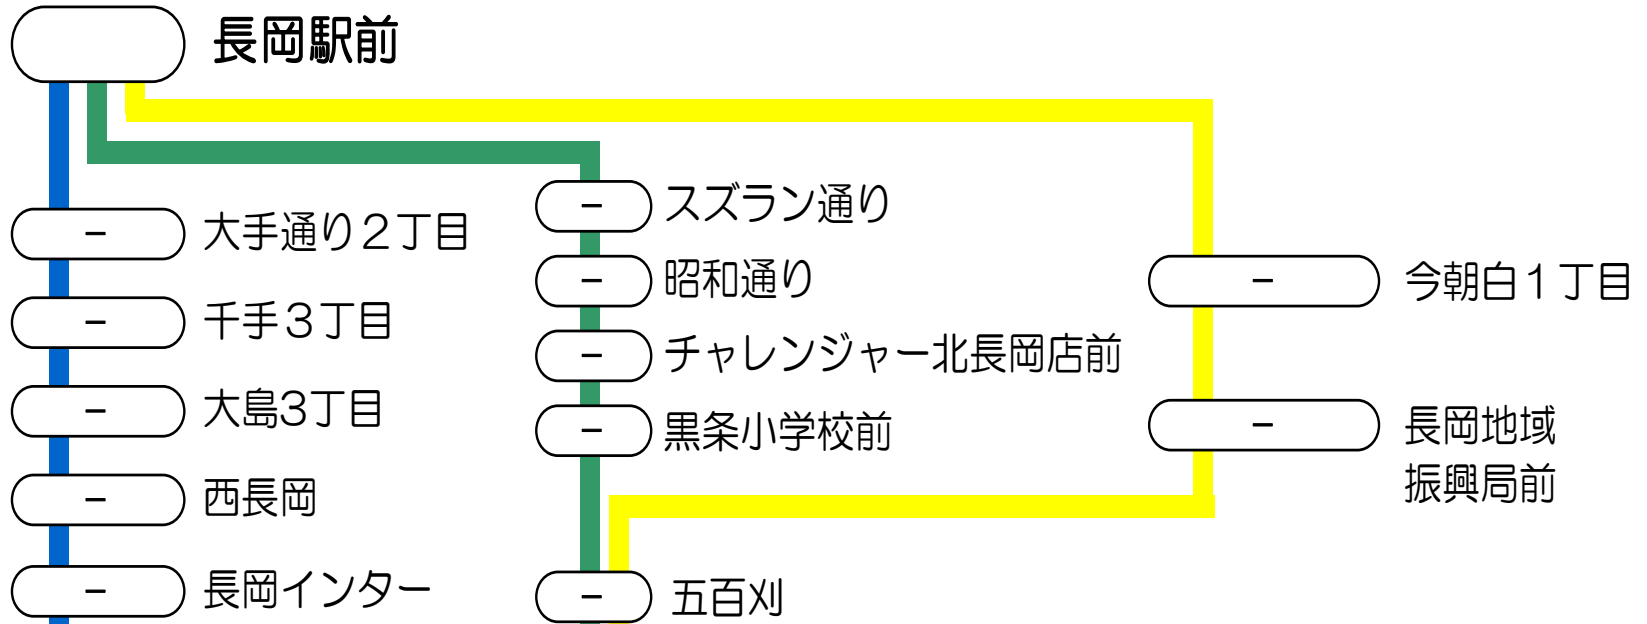 長岡駅前
大手通り２丁目
千手３丁目
大島3丁目
西長岡
長岡インター
スズラン通り
昭和通り
チャレンジャー北長岡店前
黒条小学校前
五百刈
今朝白１丁目
長岡地域
振興局前